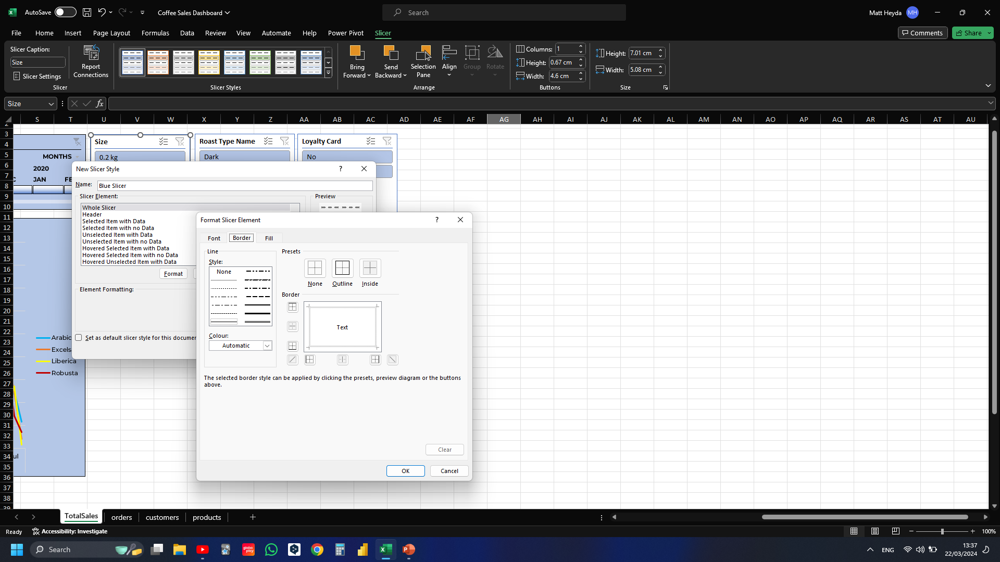 AutoSave
Coffee Sales Dashboard
Search
Matt Heyda
MH
File
Home
Insert
Page Layout
Formulas
Data
Review
View
Automate
Help
Power Pivot
Slicer
Comments
Share
Slicer Caption:
Size
Slicer Settings
Report Connections
Slicer
Slicer Styles
Bring Forward
Send Backward
Selection Pane
Align
Group
Rotate
Arrange
Columns: 1
Height: 0.67 cm
Width: 4.6 cm
Buttons
Height: 7.01 cm
Width: 5.08 cm
Size
Size
fx
S T U V W X Y Z AA AB AC AD AE AF AG AH AI AJ AK AL AM AN AO AP AQ AR AS AT AU
2
3
4
5
6
7
8
9
10
11
12
13
14
15
16
17
18
19
20
21
22
23
24
25
26
27
28
29
30
31
32
33
34
35
36
37
38
39
MONTHS
2020
C
JAN
FE
Size
0.2 kg
Roast Type Name
Dark
Loyalty Card
No
New Slicer Style
?
Name:
Blue Slicer
Slicer Element:
Preview
Whole Slicer
Header
Selected Item with Data
Selected Item with no Data
Unselected Item with Data
Unselected Item with no Data
Hovered Selected Item with Data
Hovered Selected Item with no Data
Hovered Unselected Item with Data
Format
Element Formatting:
Set as default slicer style for this documen
Arabic
Excels
Liberica
Robusta
ul
Format Slicer Element
?
Font
Border
Fill
Line
Style:
None
Colour:
Automatic
Presets
None
Outline
Inside
Border
Text
The selected border style can be applied by clicking the presets, preview diagram or the buttons
above.
Clear
OK
Cancel
TotalSales
orders
customers
products
Ready
Accessibility: Investigate
100%
Search
globo play
ENG
13:37
22/03/2024